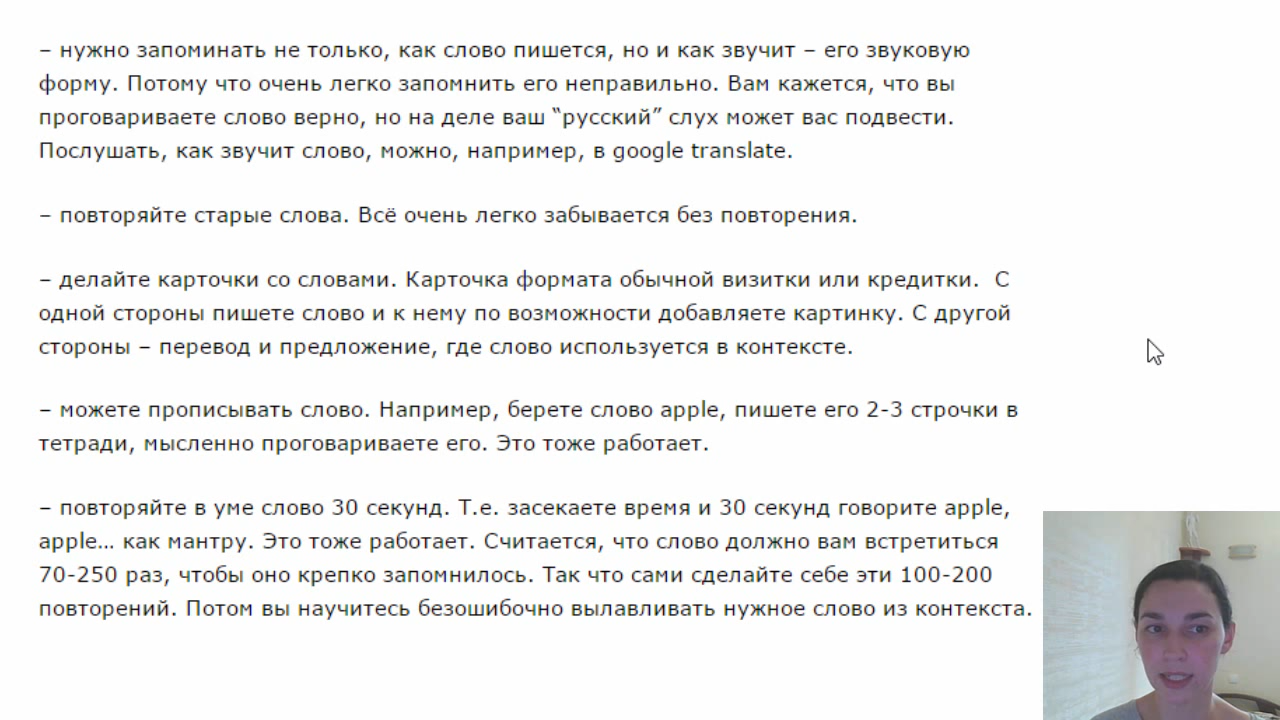 – нужно запоминать не только, как слово пишется, но и как звучит – его звуковую
форму. Потому что очень легко запомнить его неправильно. Вам кажется, что вы
проговариваете слово верно, но на деле ваш “русский” слух может вас подвести.
Послушать, как звучит слово, можно, например, в google translate.
– повторяйте старые слова. Всё очень легко забывается без повторения.
– делайте карточки со словами. Карточка формата обычной визитки или кредитки.  С
одной стороны пишете слово и к нему по возможности добавляете картинку. С другой
стороны – перевод и предложение, где слово используется в контексте.
– можете прописывать слово. Например, берете слово apple, пишете его 2-3 строчки в
тетради, мысленно проговариваете его. Это тоже работает.
– повторяйте в уме слово 30 секунд. Т.е. засекаете время и 30 секунд говорите apple,
apple… как мантру. Это тоже работает. Считается, что слово должно вам встретиться
70-250 раз, чтобы оно крепко запомнилось. Так что сами сделайте себе эти 100-200
повторений. Потом вы научитесь безошибочно вылавливать нужное слово из контекста.